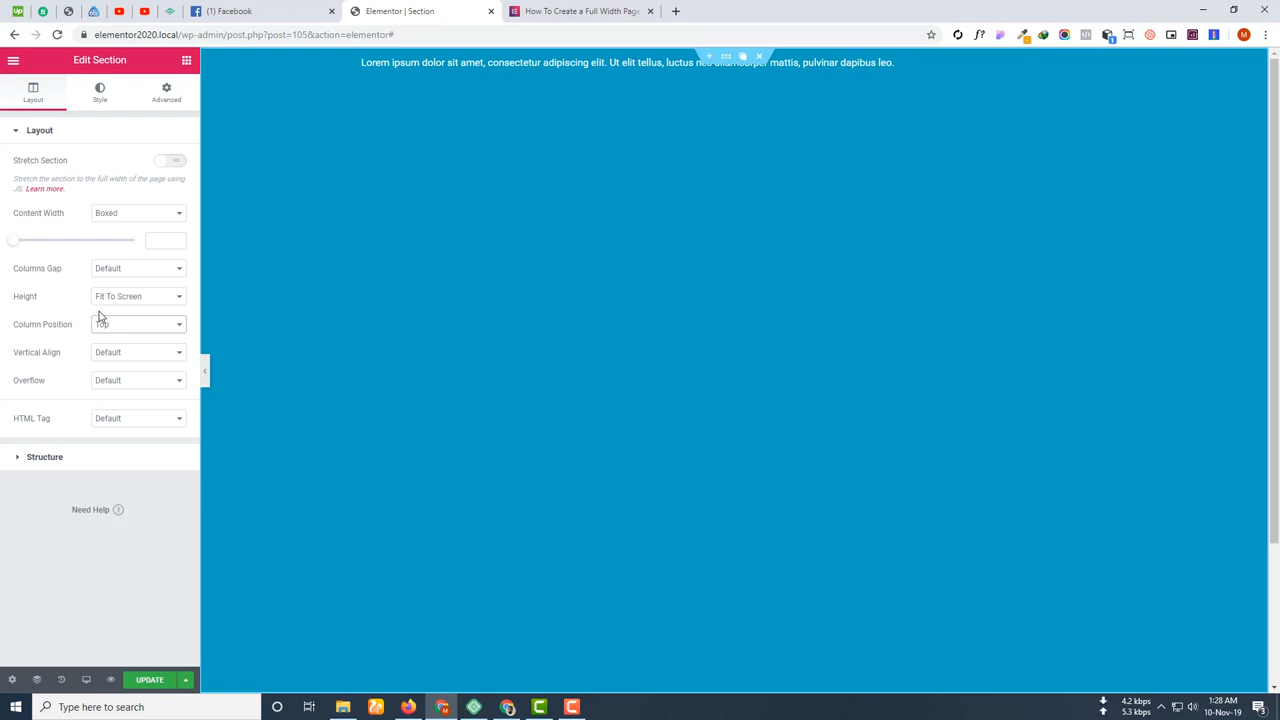 (1) Facebook
Elementor | Section
How To Create a Full Width Page
elementor2020.local/wp-admin/post.php?post=105&action=elementor#
M
Edit Section
Lorem ipsum dolor sit amet, consectetur adipiscing elit. Ut elit tellus, luctus nec ullamcorper mattis, pulvinar dapibus leo.
Layout
Style
Advanced
Layout
Stretch Section
NO
Stretch the section to the full width of the page using
JS. Learn more.
Content Width
Boxed
Columns Gap
Default
Height
Fit To Screen
Column Position
Top
Vertical Align
Default
Overflow
Default
HTML Tag
Default
Structure
Need Help
UPDATE
Type here to search
4.2 kbps
5.3 kbps
1:28 AM
10-Nov-19